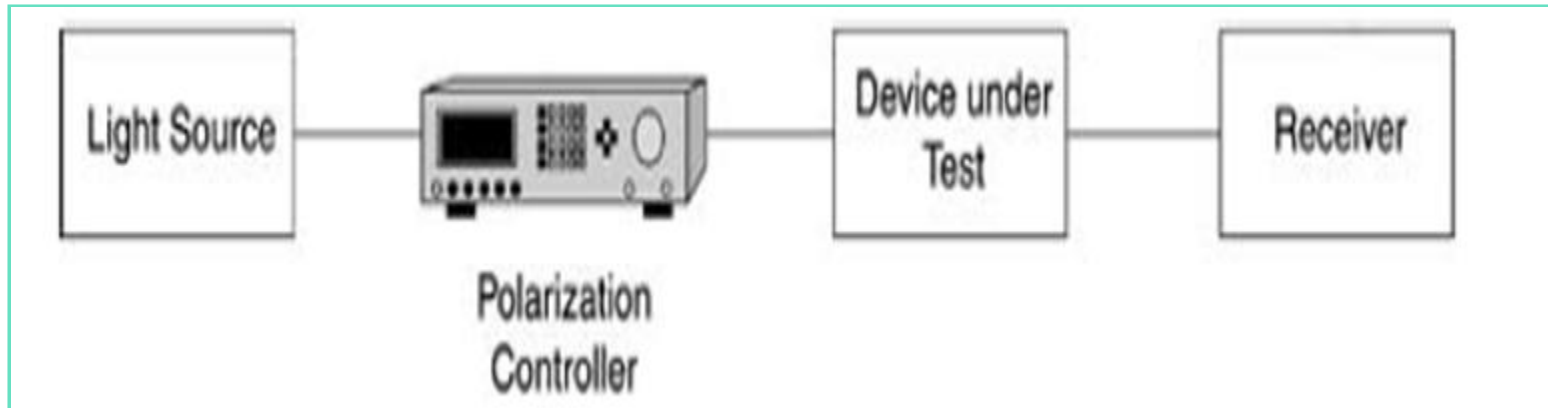 Light Source
Device under
Test
Receiver
Polarization
Controller